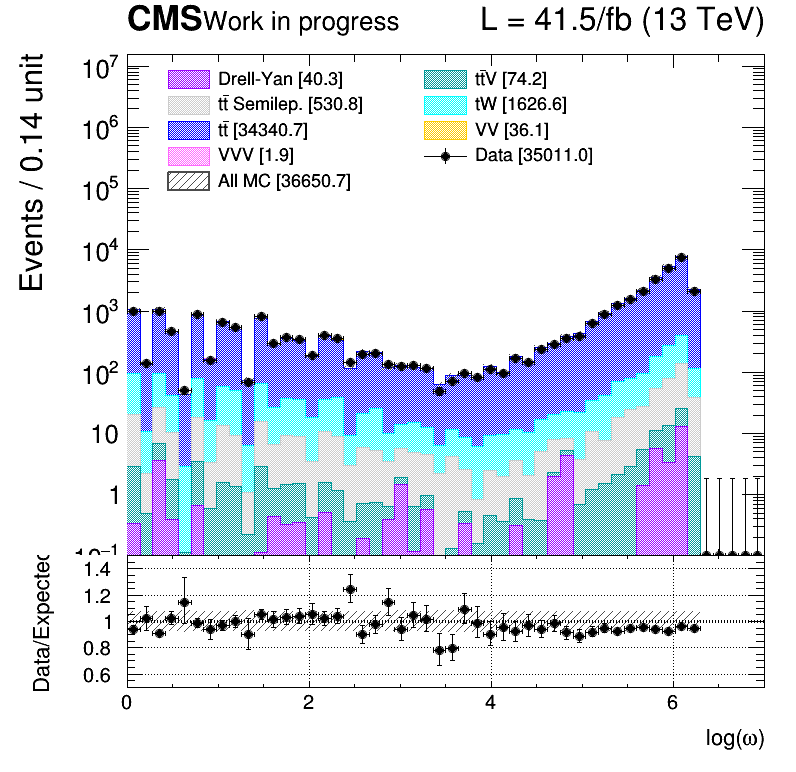 CMS Work in progress L = 41.5/fb (13 TeV)
Events / 0.14 unit
10⁷
10⁶
10⁵
10⁴
10³
10²
10
1
10⁻¹
Drell-Yan [40.3]
tt̄ Semilep. [530.8]
tt̄ [34340.7]
VVV [1.9]
All MC [36650.7]
tt̄V [74.2]
tW [1626.6]
VV [36.1]
Data [35011.0]
Data/Expected
1.4
1.2
1
0.8
0.6
0 2 4 6
log(ω)